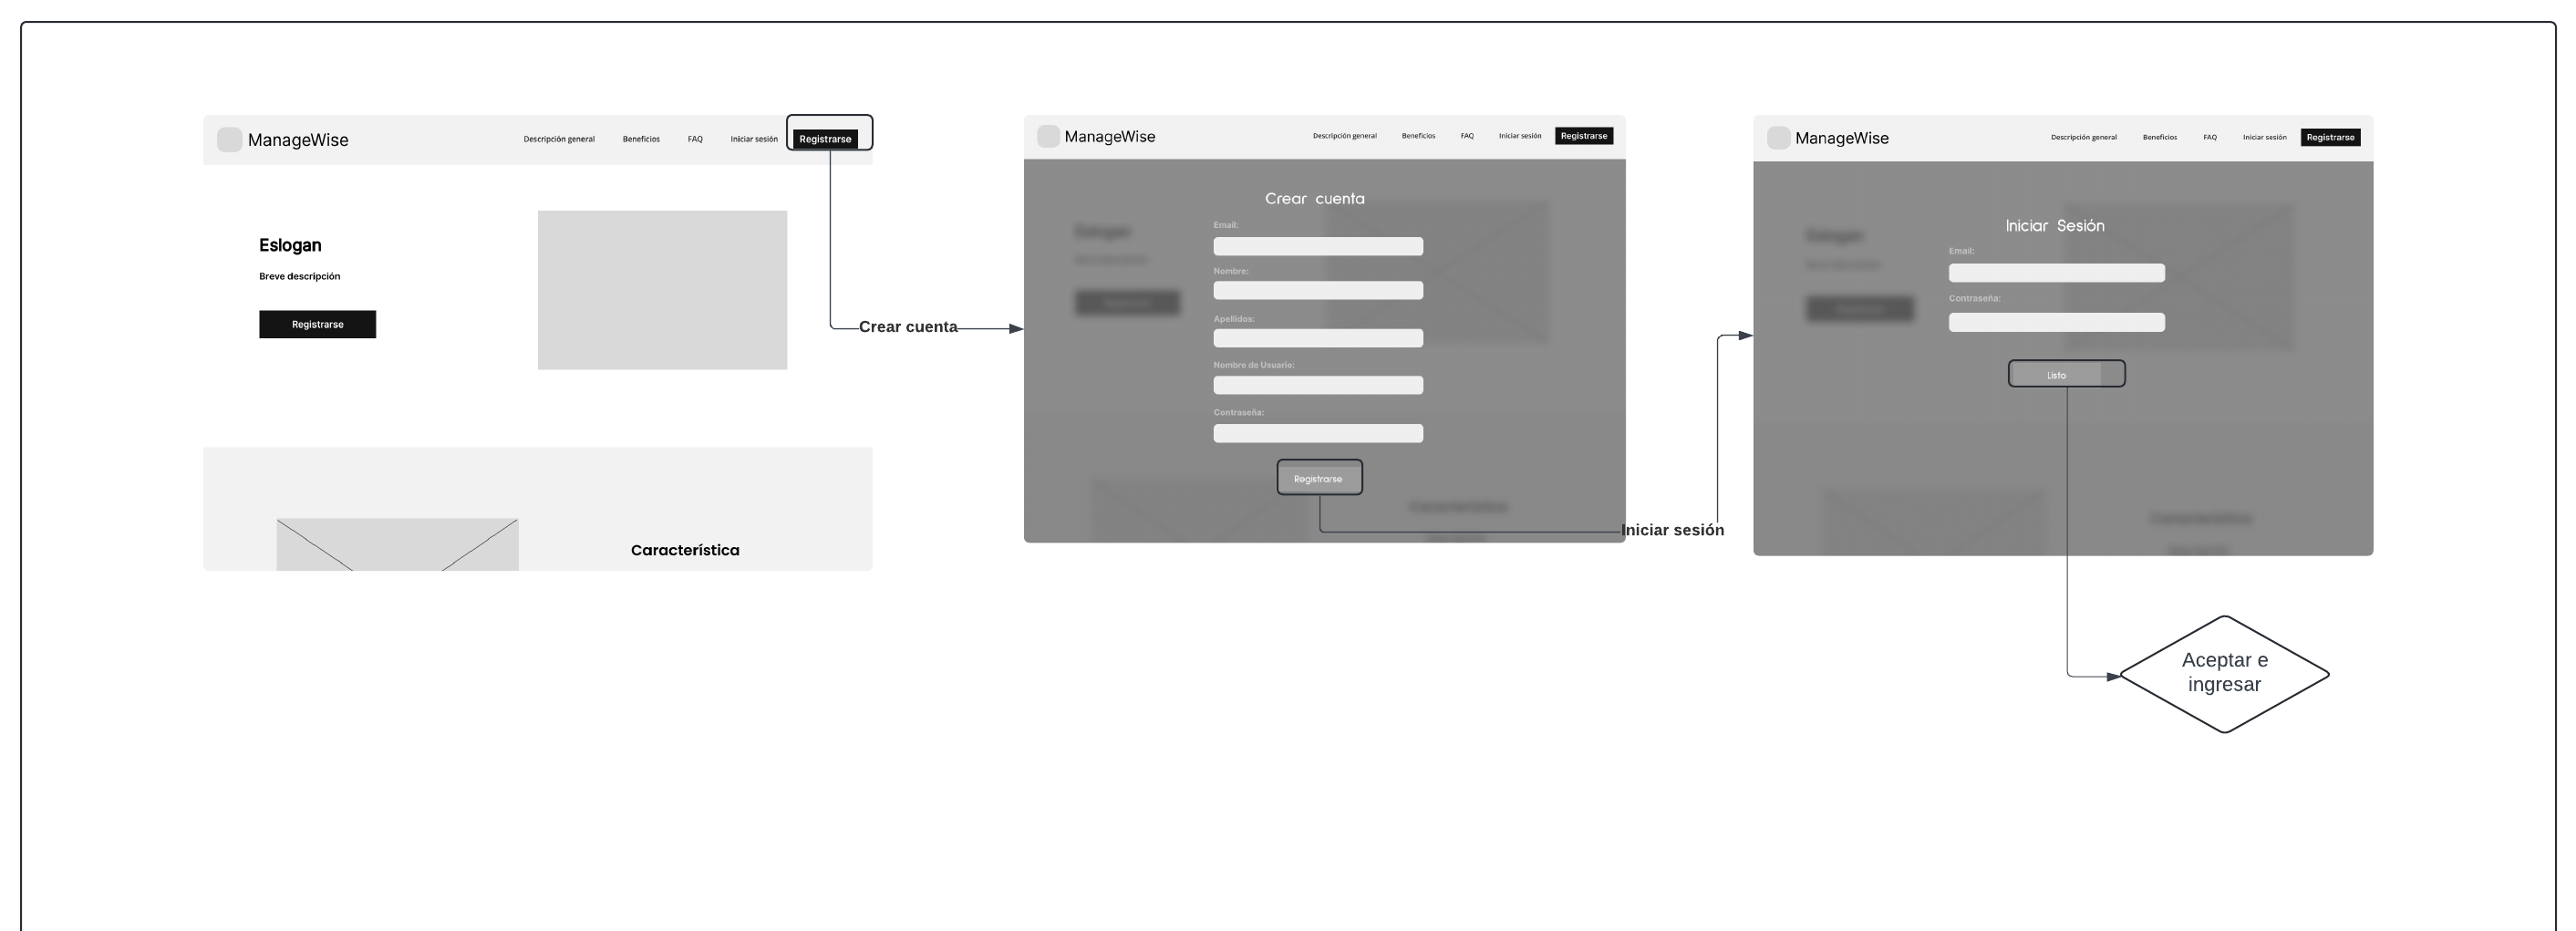 ManageWise
Descripción general
Beneficios
FAQ
Iniciar sesión
Registrarse
Eslogan
Breve descripción
Registrarse
Característica
Crear cuenta
ManageWise
Descripción general
Beneficios
FAQ
Iniciar sesión
Registrarse
Crear cuenta
Email:
Nombre:
Apellidos:
Nombre de Usuario:
Contraseña:
Registrarse
Iniciar sesión
ManageWise
Descripción general
Beneficios
FAQ
Iniciar sesión
Registrarse
Iniciar Sesión
Email:
Contraseña:
Listo
Aceptar e
ingresar